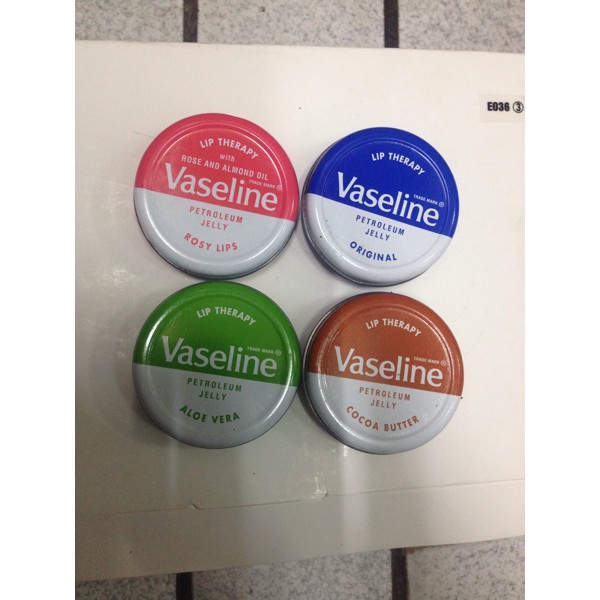 E036 ③
LIP THERAPY
with
ROSE AND ALMOND OIL
Vaseline
TRADE MARK ®
PETROLEUM
JELLY
ROSY LIPS
LIP THERAPY
Vaseline
TRADE MARK ®
PETROLEUM
JELLY
ORIGINAL
LIP THERAPY
Vaseline
TRADE MARK ®
PETROLEUM
JELLY
ALOE VERA
LIP THERAPY
Vaseline
TRADE MARK ®
PETROLEUM
JELLY
COCOA BUTTER